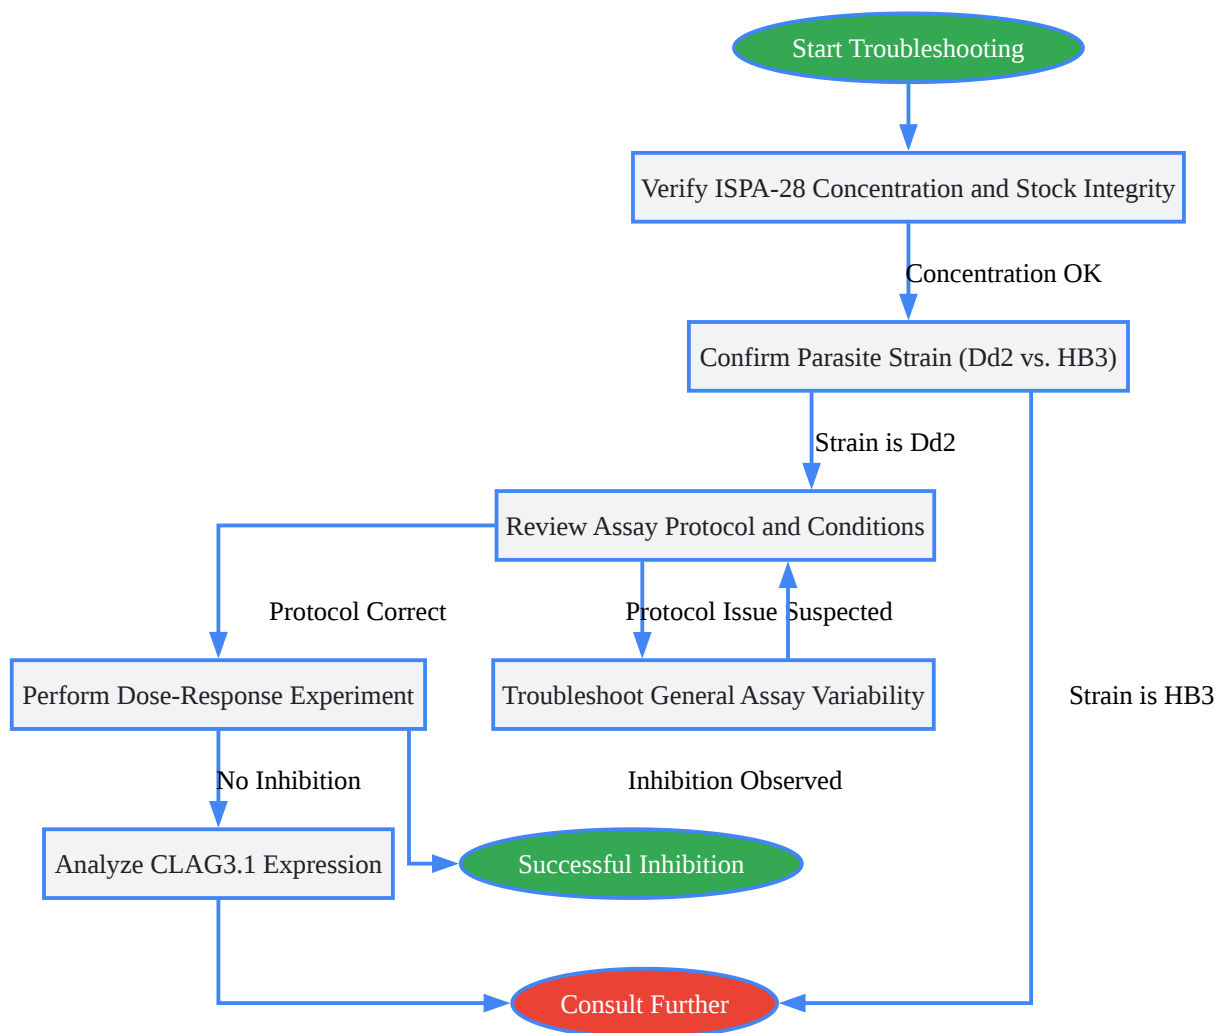 Start Troubleshooting
Verify ISPA-28 Concentration and Stock Integrity
Concentration OK
Confirm Parasite Strain (Dd2 vs. HB3)
Strain is Dd2
Review Assay Protocol and Conditions
Protocol Correct
Protocol Issue Suspected
Perform Dose-Response Experiment
Troubleshoot General Assay Variability
Strain is HB3
No Inhibition
Inhibition Observed
Analyze CLAG3.1 Expression
Successful Inhibition
Consult Further